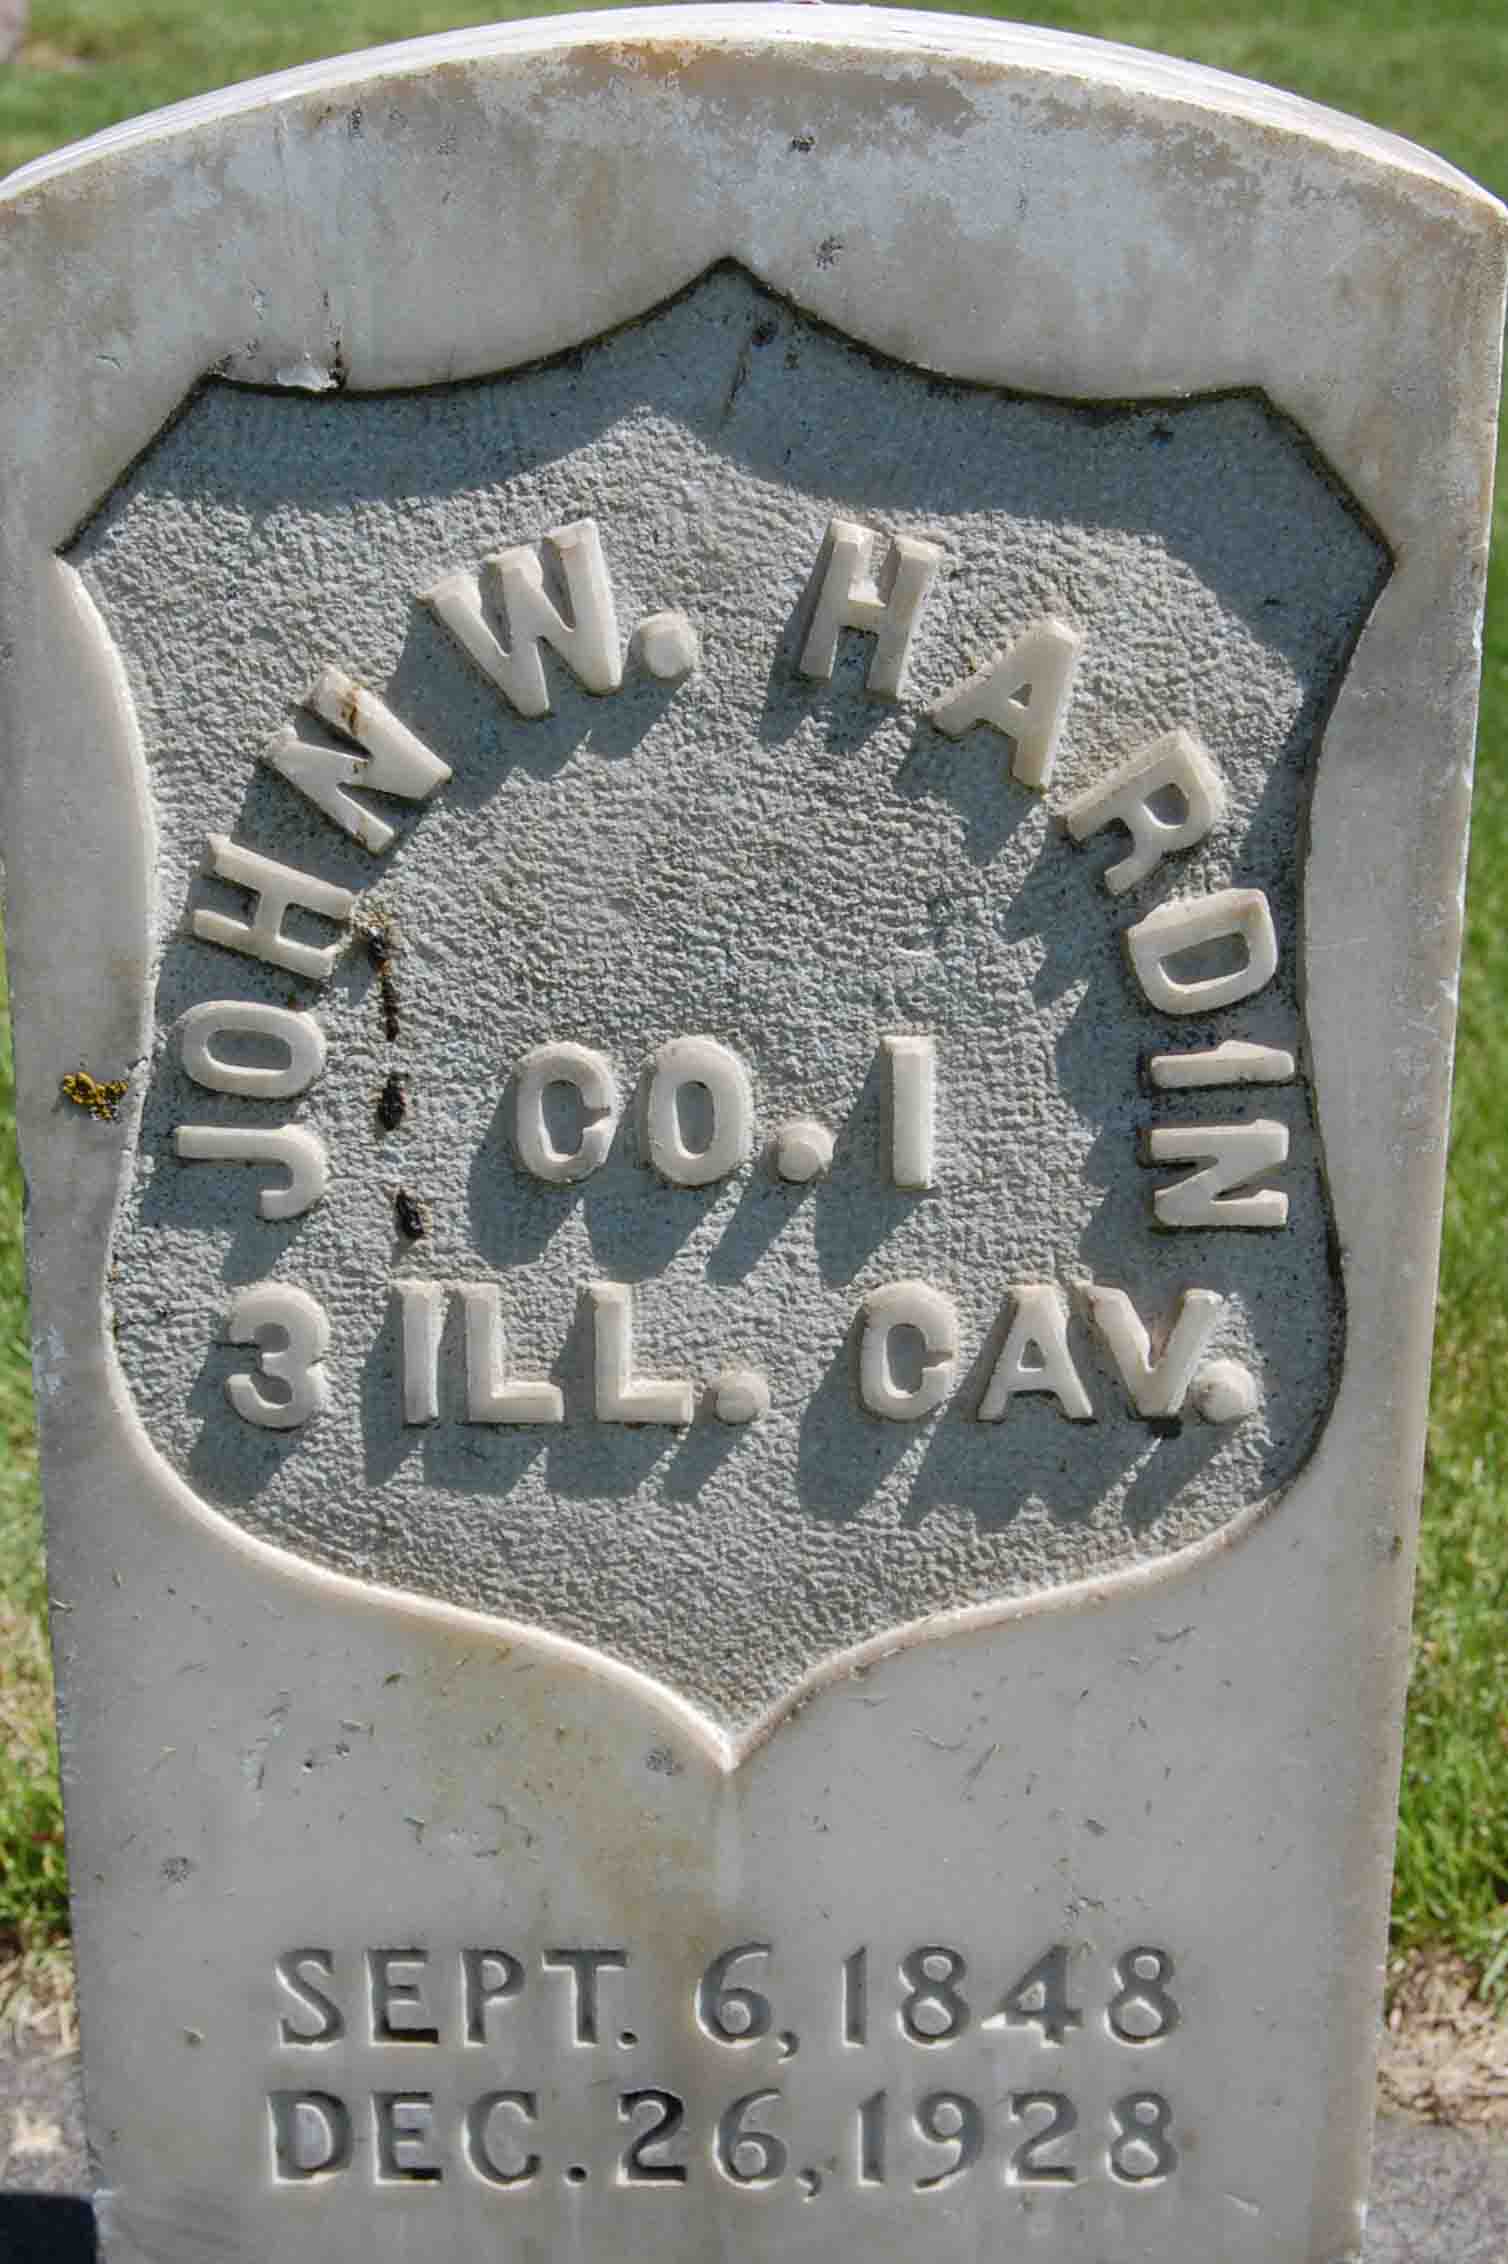 JOHN W. HARDIN
CO. I
3 ILL. CAV.
SEPT. 6, 1848
DEC. 26, 1928